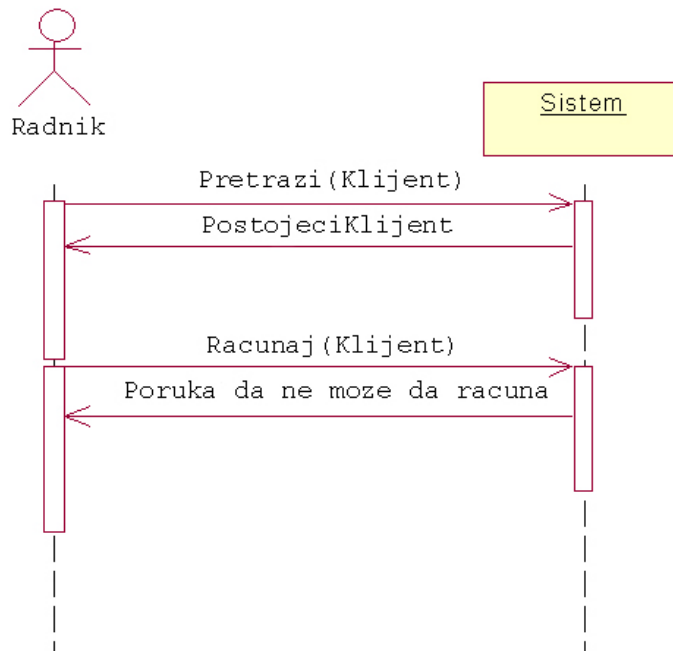 Radnik
Sistem
Pretrazi(Klijent)
PostojeciKlijent
Racunaj(Klijent)
Poruka da ne moze da racuna